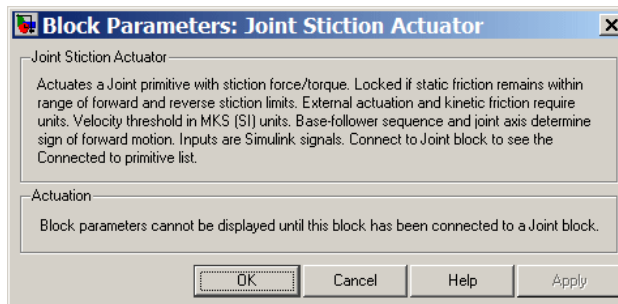 Block Parameters: Joint Stiction Actuator
Joint Stiction Actuator
Actuates a Joint primitive with stiction force/torque. Locked if static friction remains within
range of forward and reverse stiction limits. External actuation and kinetic friction require
units. Velocity threshold in MKS (SI) units. Base-follower sequence and joint axis determine
sign of forward motion. Inputs are Simulink signals. Connect to Joint block to see the
Connected to primitive list.
Actuation
Block parameters cannot be displayed until this block has been connected to a Joint block.
OK Cancel Help Apply